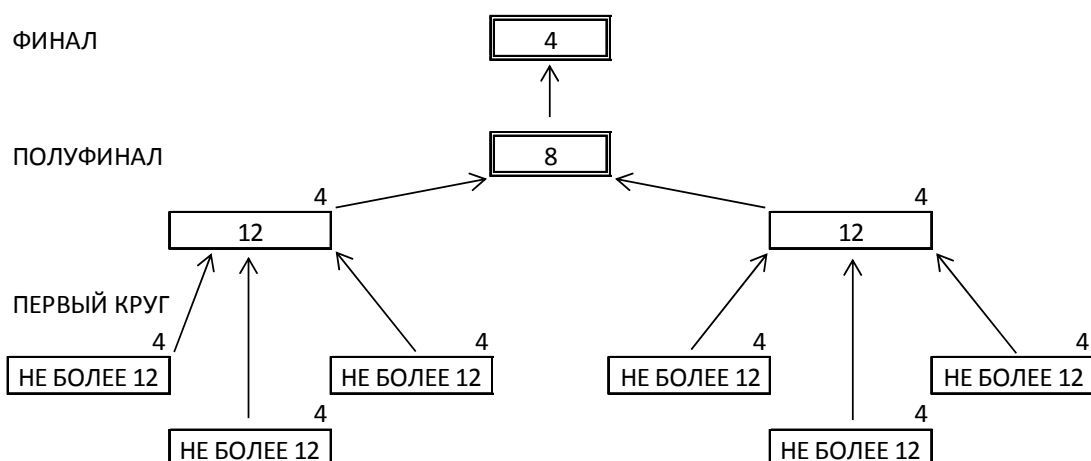 ФИНАЛ 4
ПОЛУФИНАЛ 8
4 4
12 12
ПЕРВЫЙ КРУГ
4 4 4 4
НЕ БОЛЕЕ 12 НЕ БОЛЕЕ 12 НЕ БОЛЕЕ 12 НЕ БОЛЕЕ 12
4 4
НЕ БОЛЕЕ 12 НЕ БОЛЕЕ 12